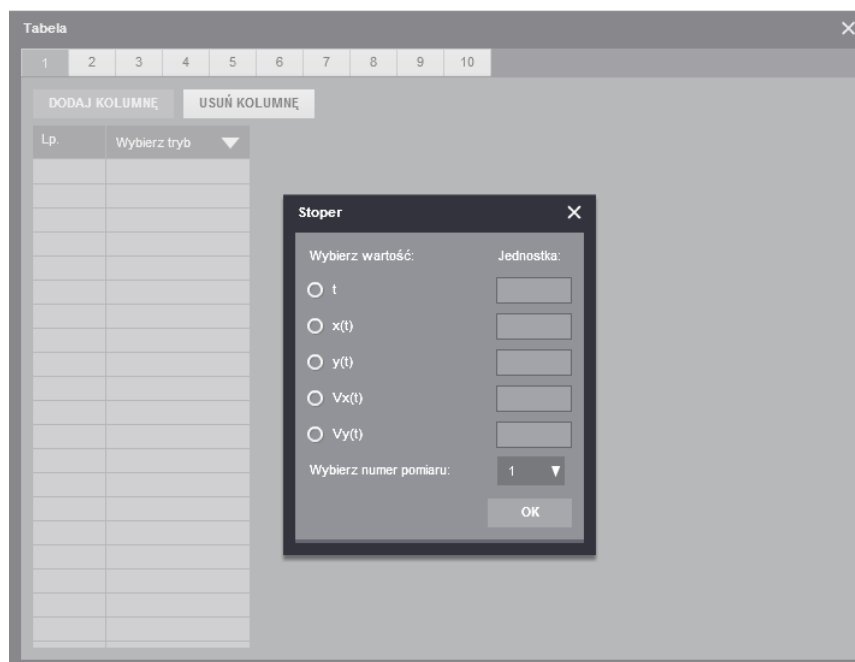 Tabela
1 2 3 4 5 6 7 8 9 10
DODAJ KOLUMNĘ USUŃ KOLUMNĘ
Lp. Wybierz tryb
Stoper
Wybierz wartość: Jednostka:
t
x(t)
y(t)
Vx(t)
Vy(t)
Wybierz numer pomiaru: 1
OK